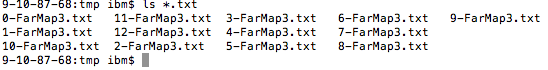 9-10-87-68:tmp ibm$ ls *.txt
0-FarMap3.txt 11-FarMap3.txt 3-FarMap3.txt 6-FarMap3.txt 9-FarMap3.txt
1-FarMap3.txt 12-FarMap3.txt 4-FarMap3.txt 7-FarMap3.txt
10-FarMap3.txt 2-FarMap3.txt 5-FarMap3.txt 8-FarMap3.txt
9-10-87-68:tmp ibm$